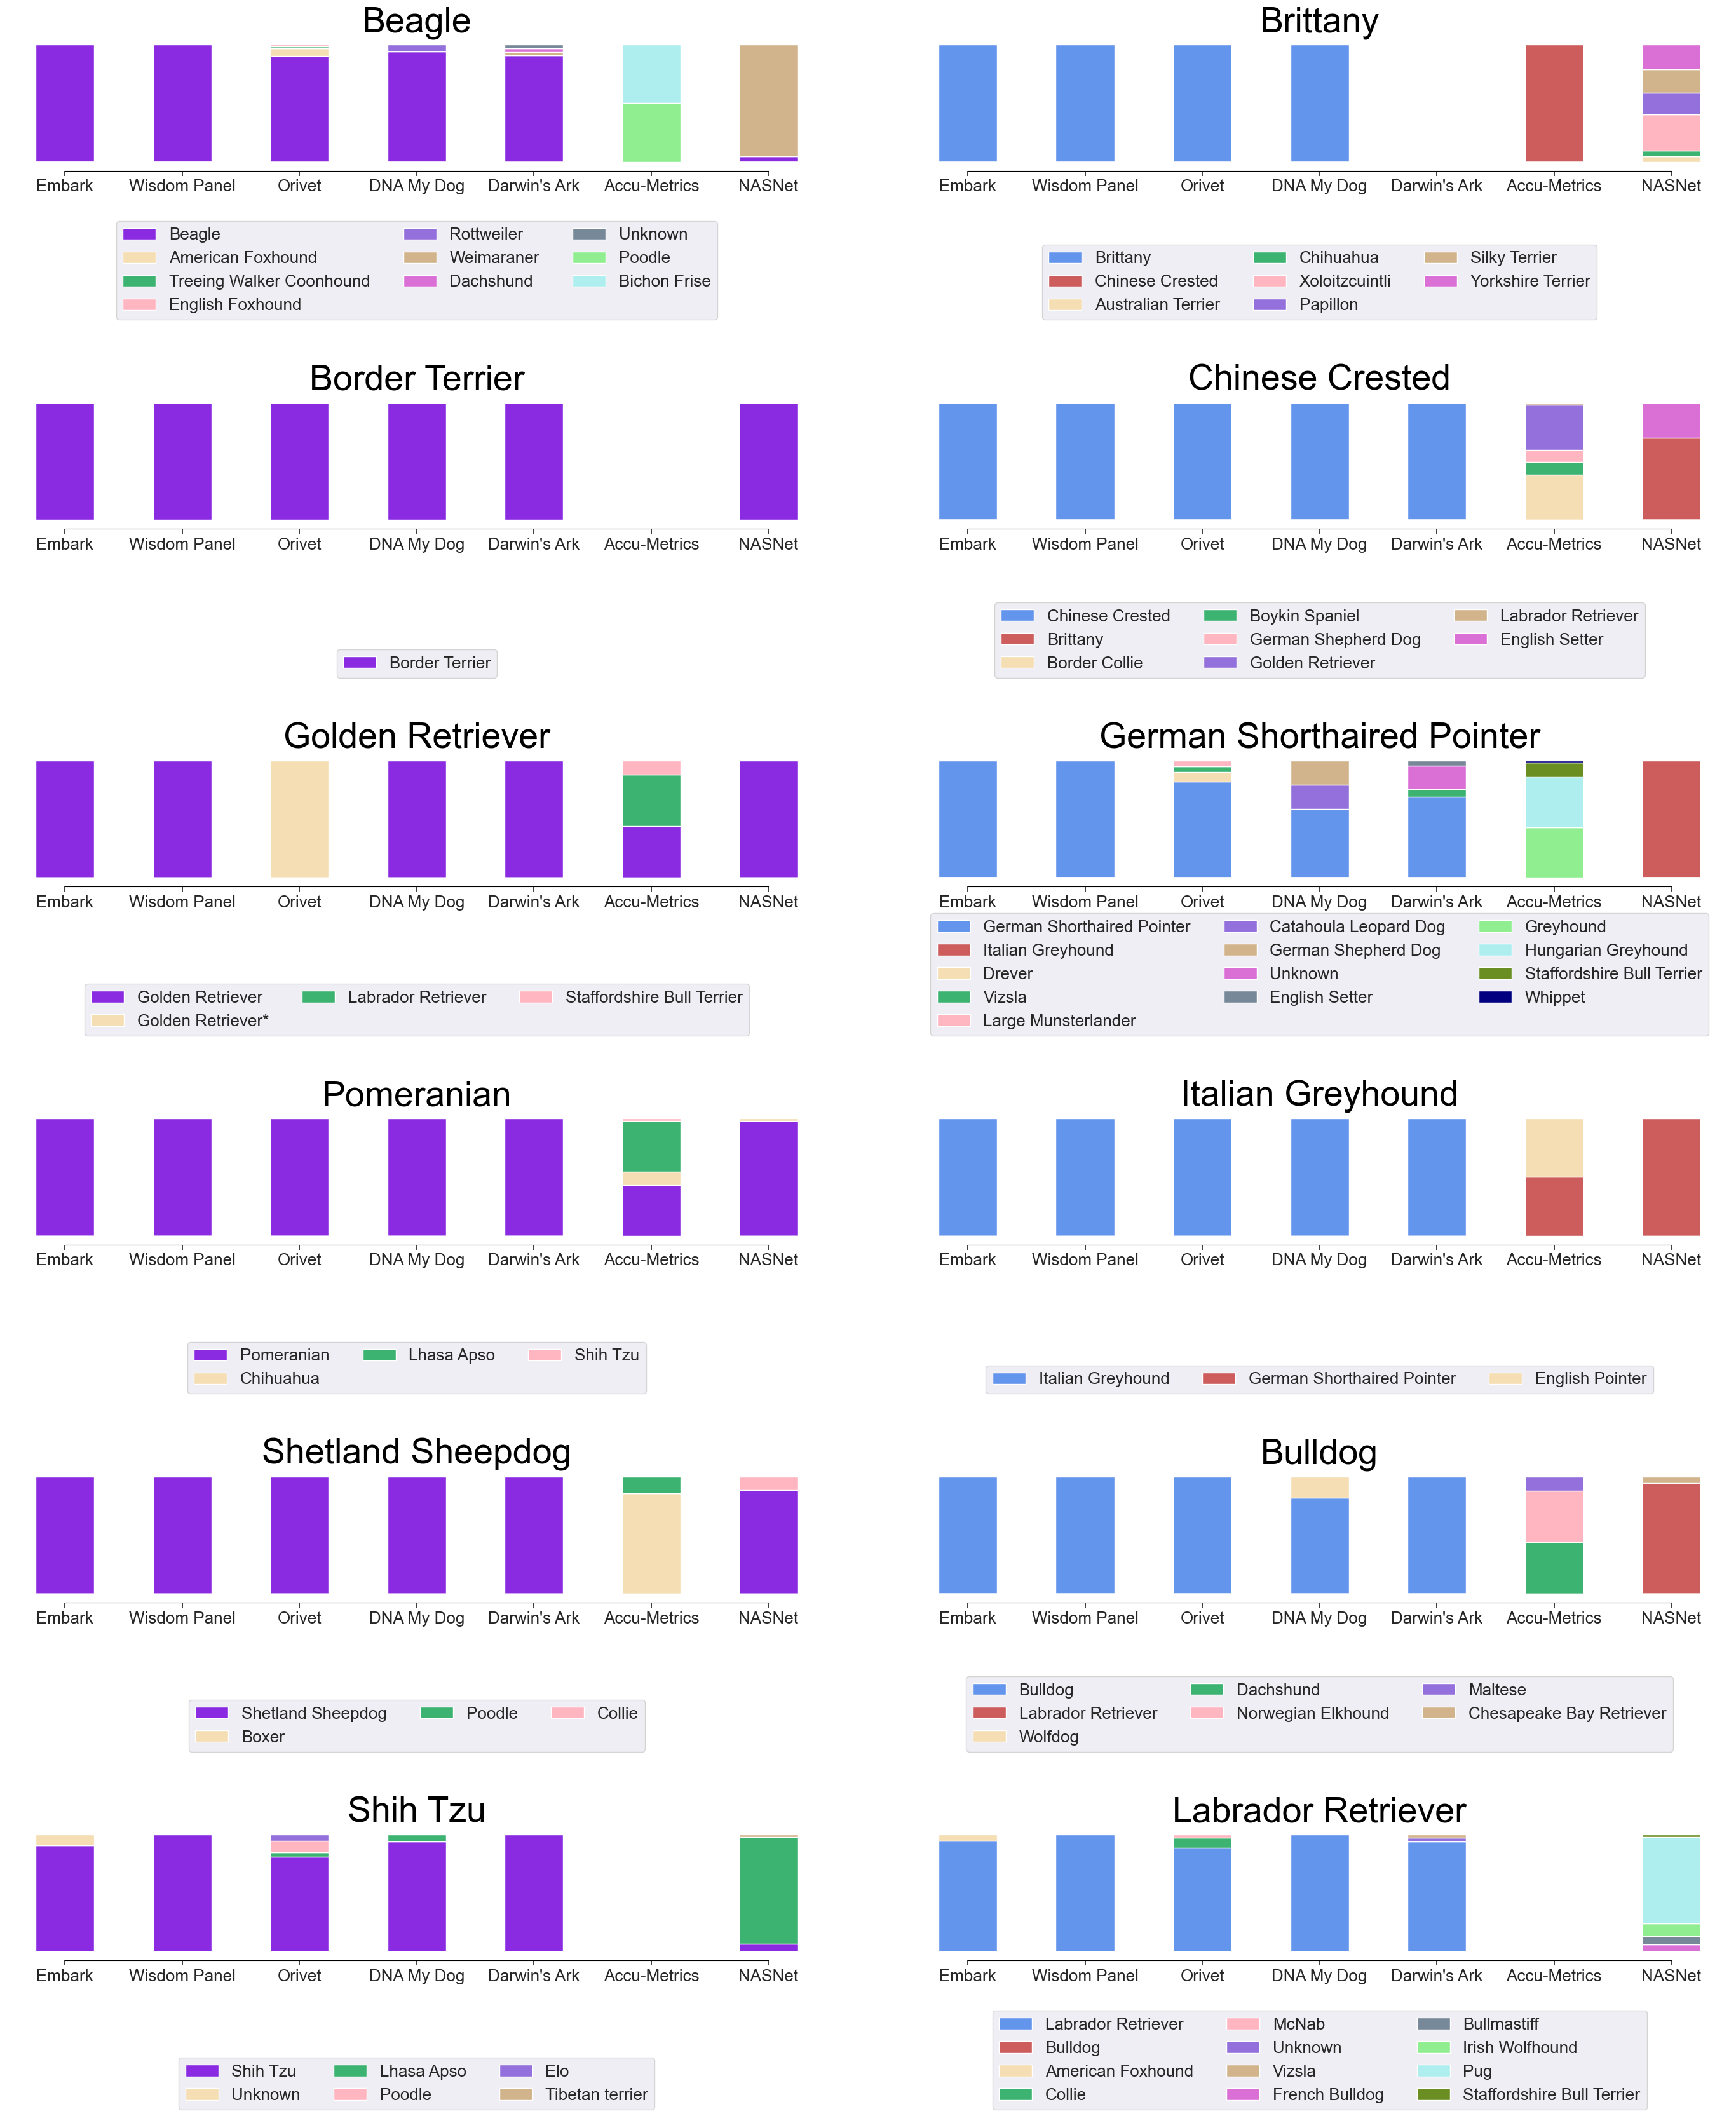 Beagle
Embark Wisdom Panel Orivet DNA My Dog Darwin's Ark Accu-Metrics NASNet
Beagle Rottweiler Unknown
American Foxhound Weimaraner Poodle
Treeing Walker Coonhound Dachshund Bichon Frise
English Foxhound
Brittany
Embark Wisdom Panel Orivet DNA My Dog Darwin's Ark Accu-Metrics NASNet
Brittany Chihuahua Silky Terrier
Chinese Crested Xoloitzcuintli Yorkshire Terrier
Australian Terrier Papillon
Border Terrier
Embark Wisdom Panel Orivet DNA My Dog Darwin's Ark Accu-Metrics NASNet
Border Terrier
Chinese Crested
Embark Wisdom Panel Orivet DNA My Dog Darwin's Ark Accu-Metrics NASNet
Chinese Crested Boykin Spaniel Labrador Retriever
Brittany German Shepherd Dog English Setter
Border Collie Golden Retriever
Golden Retriever
Embark Wisdom Panel Orivet DNA My Dog Darwin's Ark Accu-Metrics NASNet
Golden Retriever Labrador Retriever Staffordshire Bull Terrier
Golden Retriever*
German Shorthaired Pointer
Embark Wisdom Panel Orivet DNA My Dog Darwin's Ark Accu-Metrics NASNet
German Shorthaired Pointer Catahoula Leopard Dog Greyhound
Italian Greyhound German Shepherd Dog Hungarian Greyhound
Drever Unknown Staffordshire Bull Terrier
Vizsla English Setter Whippet
Large Munsterlander
Pomeranian
Embark Wisdom Panel Orivet DNA My Dog Darwin's Ark Accu-Metrics NASNet
Pomeranian Lhasa Apso Shih Tzu
Chihuahua
Italian Greyhound
Embark Wisdom Panel Orivet DNA My Dog Darwin's Ark Accu-Metrics NASNet
Italian Greyhound German Shorthaired Pointer English Pointer
Shetland Sheepdog
Embark Wisdom Panel Orivet DNA My Dog Darwin's Ark Accu-Metrics NASNet
Shetland Sheepdog Poodle Collie
Boxer
Bulldog
Embark Wisdom Panel Orivet DNA My Dog Darwin's Ark Accu-Metrics NASNet
Bulldog Dachshund Maltese
Labrador Retriever Norwegian Elkhound Chesapeake Bay Retriever
Wolfdog
Shih Tzu
Embark Wisdom Panel Orivet DNA My Dog Darwin's Ark Accu-Metrics NASNet
Shih Tzu Lhasa Apso Elo
Unknown Poodle Tibetan terrier
Labrador Retriever
Embark Wisdom Panel Orivet DNA My Dog Darwin's Ark Accu-Metrics NASNet
Labrador Retriever McNab Bullmastiff
Bulldog Unknown Irish Wolfhound
American Foxhound Vizsla Pug
Collie French Bulldog Staffordshire Bull Terrier